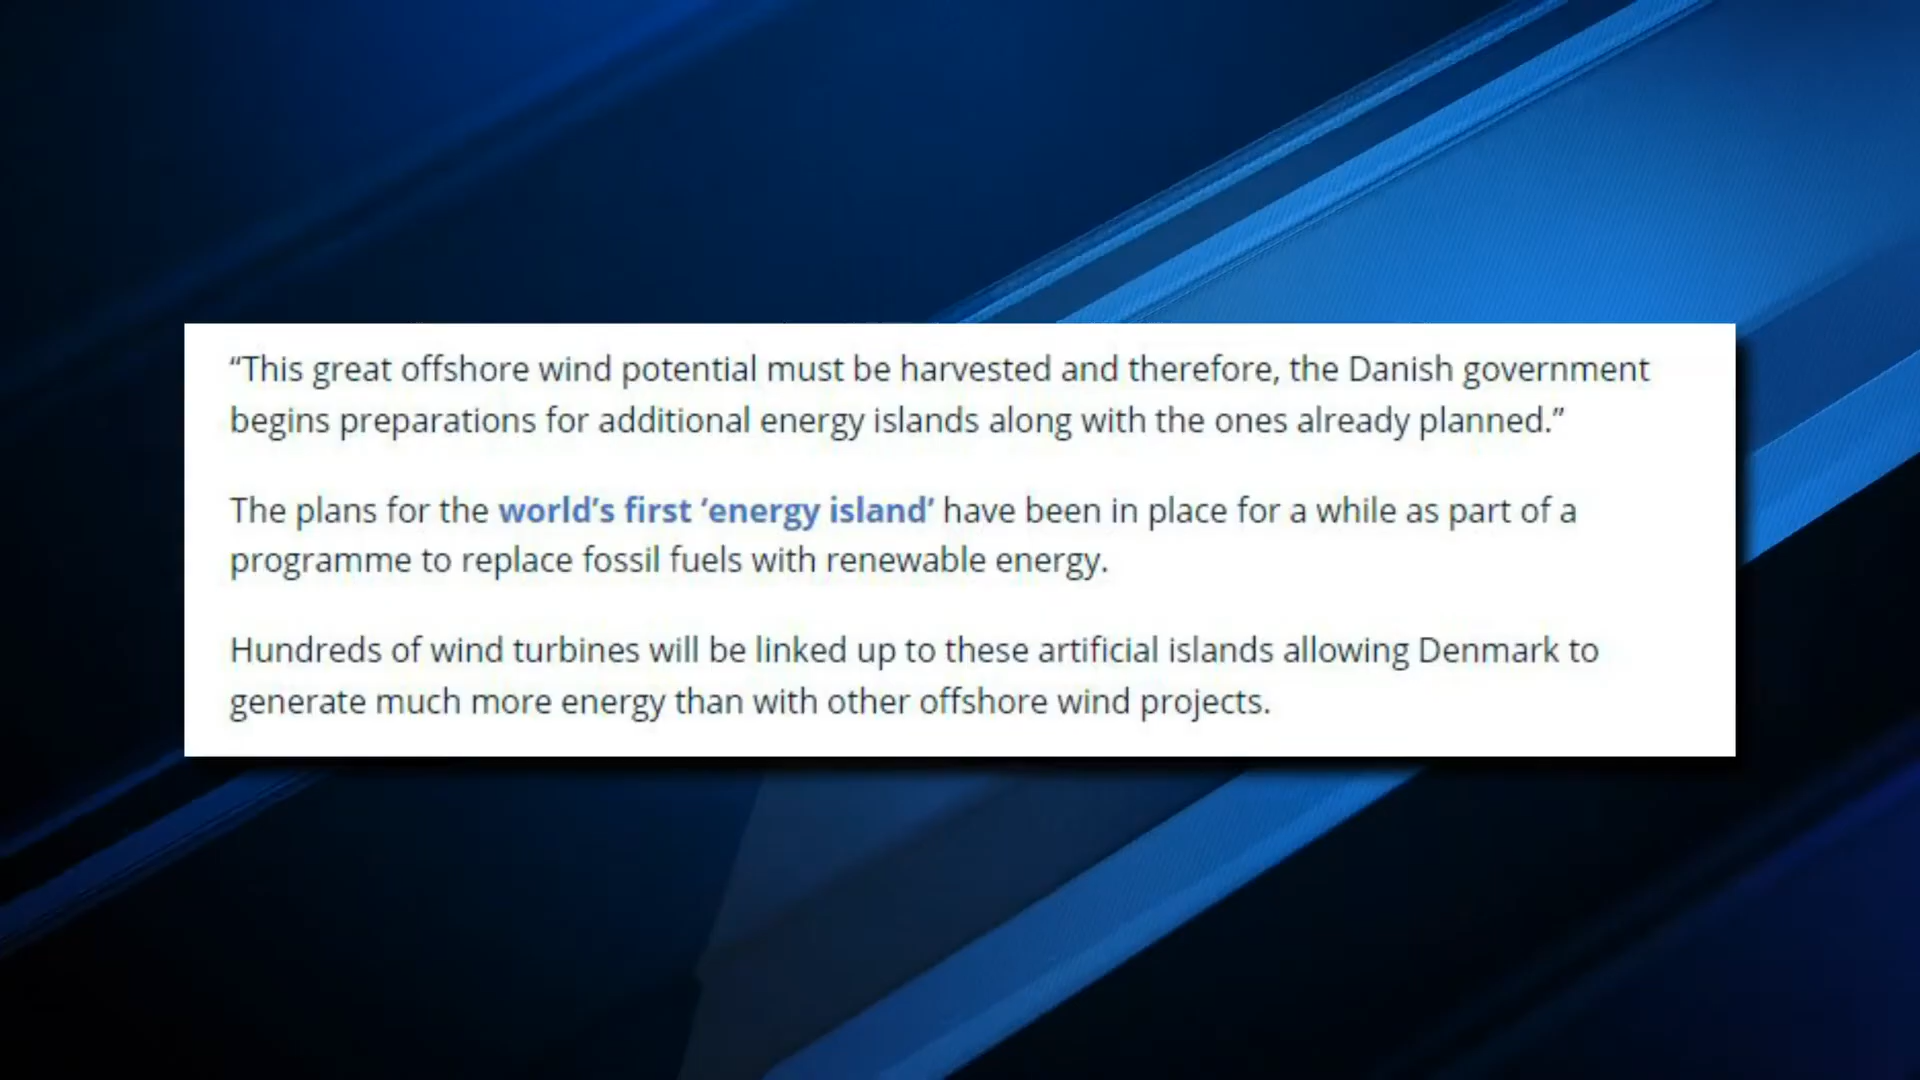 “This great offshore wind potential must be harvested and therefore, the Danish government
begins preparations for additional energy islands along with the ones already planned.”
The plans for the world’s first ‘energy island’ have been in place for a while as part of a
programme to replace fossil fuels with renewable energy.
Hundreds of wind turbines will be linked up to these artificial islands allowing Denmark to
generate much more energy than with other offshore wind projects.